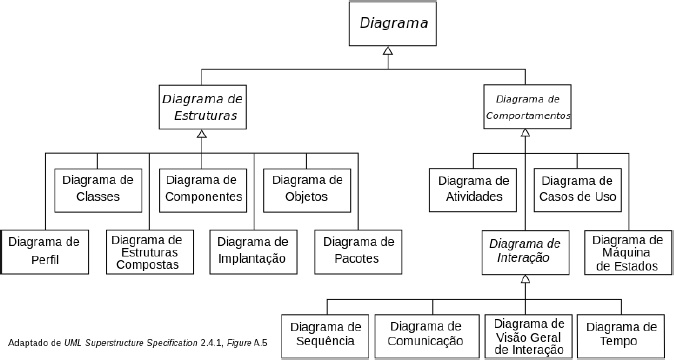 Diagrama
Diagrama de
Estruturas
Diagrama de
Comportamentos
Diagrama de
Classes
Diagrama de
Componentes
Diagrama de
Objetos
Diagrama de
Atividades
Diagrama de
Casos de Uso
Diagrama de
Perfil
Diagrama de
Estruturas
Compostas
Diagrama de
Implantação
Diagrama de
Pacotes
Diagrama de
Interação
Diagrama de
Máquina
de Estados
Diagrama de
Sequência
Diagrama de
Comunicação
Diagrama de
Visão Geral
de Interação
Diagrama de
Tempo
Adaptado de UML Superstructure Specification 2.4.1, Figure A.5